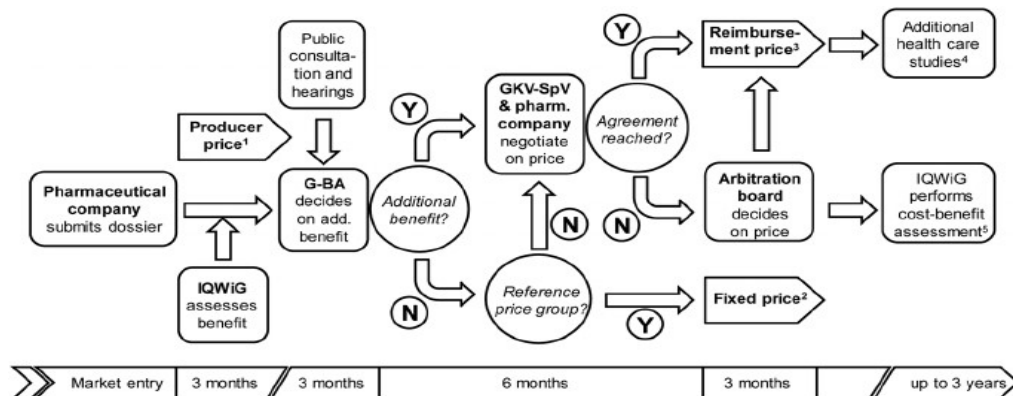 Public
consulta-
tion and
hearings
Producer
price¹
Pharmaceutical
company
submits dossier
IQWiG
assesses
benefit
G-BA
decides
on add.
benefit
Additional
benefit?
Y
N
GKV-SpV
& pharm.
company
negotiate
on price
N
Reference
price group?
Y
Agreement
reached?
Y
N
Reimburse-
ment price³
Additional
health care
studies⁴
Arbitration
board
decides
on price
IQWiG
performs
cost-benefit
assessment⁵
Fixed price²
Market entry
3 months
3 months
6 months
3 months
up to 3 years